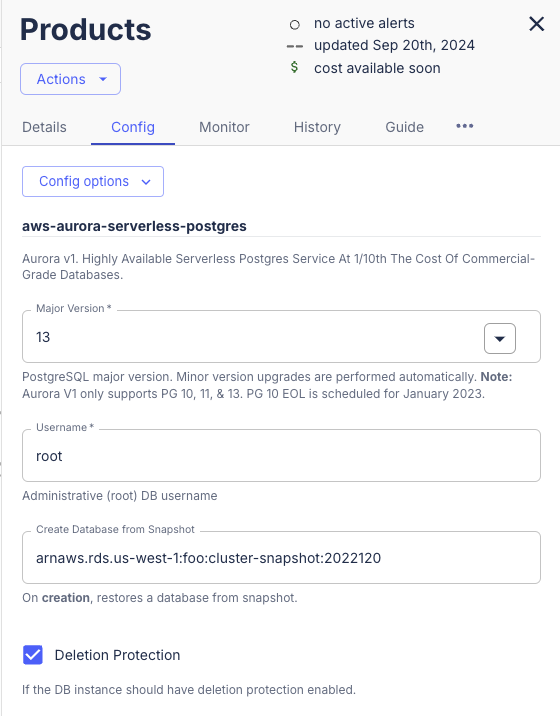 Products
no active alerts
updated Sep 20th, 2024
$ cost available soon
Actions
Details Config Monitor History Guide •••
Config options
aws-aurora-serverless-postgres
Aurora v1. Highly Available Serverless Postgres Service At 1/10th The Cost Of Commercial-
Grade Databases.
Major Version *
13
PostgreSQL major version. Minor version upgrades are performed automatically. Note:
Aurora V1 only supports PG 10, 11, & 13. PG 10 EOL is scheduled for January 2023.
Username *
root
Administrative (root) DB username
Create Database from Snapshot
arnaws.rds.us-west-1:foo:cluster-snapshot:2022120
On creation, restores a database from snapshot.
Deletion Protection
If the DB instance should have deletion protection enabled.